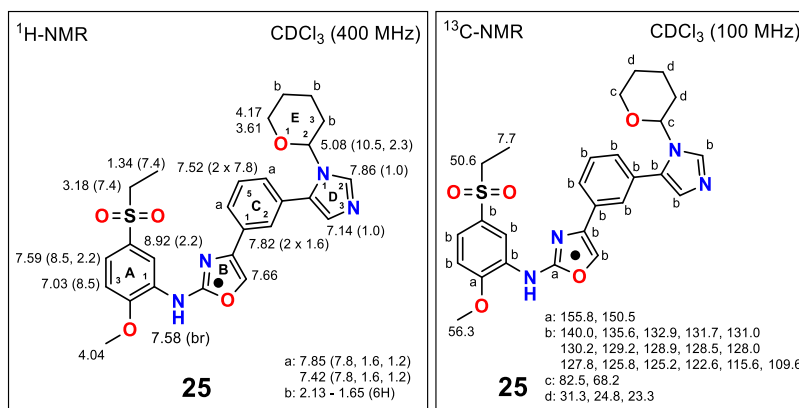 ¹H-NMR CDCl₃ (400 MHz)
b b
4.17 b
3.61 E 3
O 1 2
5.08 (10.5, 2.3)
1.34 (7.4)
7.52 (2 x 7.8) a
N 1 2 7.86 (1.0)
3.18 (7.4)
5 D
O S O
a C N 3
1 2 7.14 (1.0)
8.92 (2.2)
7.82 (2 x 1.6)
7.59 (8.5, 2.2)
A 1 N B
7.03 (8.5) 3 7.66
O N O
H
4.04 7.58 (br)
a: 7.85 (7.8, 1.6, 1.2)
7.42 (7.8, 1.6, 1.2)
b: 2.13 - 1.65 (6H)
25
¹³C-NMR CDCl₃ (100 MHz)
d d
c d
O c
7.7
50.6 b b N b
b b N
O S O b b b
b b b
b b N b
b b b
a N a O
O H
56.3
a: 155.8, 150.5
b: 140.0, 135.6, 132.9, 131.7, 131.0
130.2, 129.2, 128.9, 128.5, 128.0
127.8, 125.8, 125.2, 122.6, 115.6, 109.6
c: 82.5, 68.2
d: 31.3, 24.8, 23.3
25